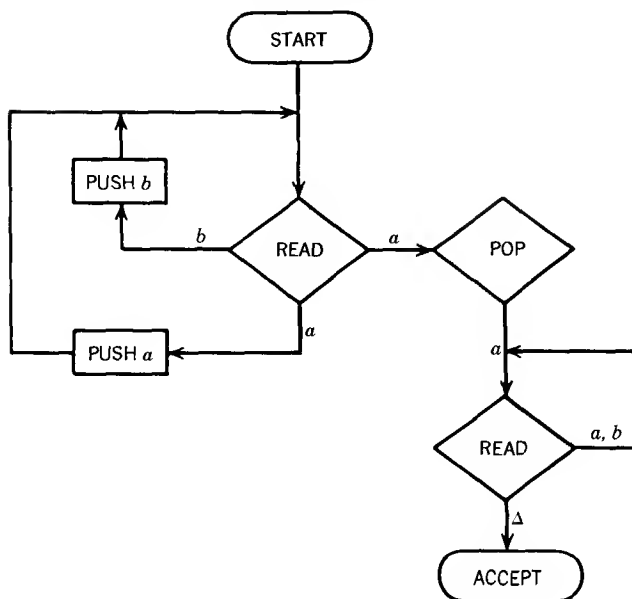 START
PUSH b
b
READ
a
POP
a
PUSH a
a
READ
a, b
Δ
ACCEPT